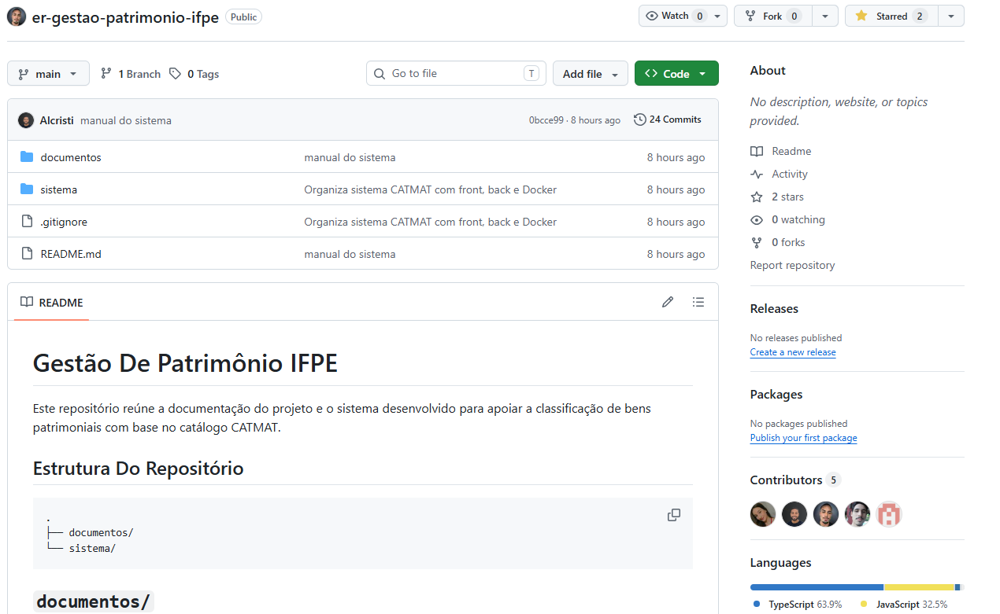 er-gestao-patrimonio-ifpe Public Watch 0 Fork 0 Starred 2
main 1 Branch 0 Tags Go to file T Add file Code
Alcristi manual do sistema 0bcce99 · 8 hours ago 24 Commits
documentos manual do sistema 8 hours ago
sistema Organiza sistema CATMAT com front, back e Docker 8 hours ago
.gitignore Organiza sistema CATMAT com front, back e Docker 8 hours ago
README.md manual do sistema 8 hours ago
README
Gestão De Patrimônio IFPE
Este repositório reúne a documentação do projeto e o sistema desenvolvido para apoiar a classificação de bens
patrimoniais com base no catálogo CATMAT.
Estrutura Do Repositório
.
├── documentos/
└── sistema/
documentos/
About
No description, website, or topics
provided.
Readme
Activity
2 stars
0 watching
0 forks
Report repository
Releases
No releases published
Create a new release
Packages
No packages published
Publish your first package
Contributors 5
Languages
TypeScript 63.9% JavaScript 32.5%